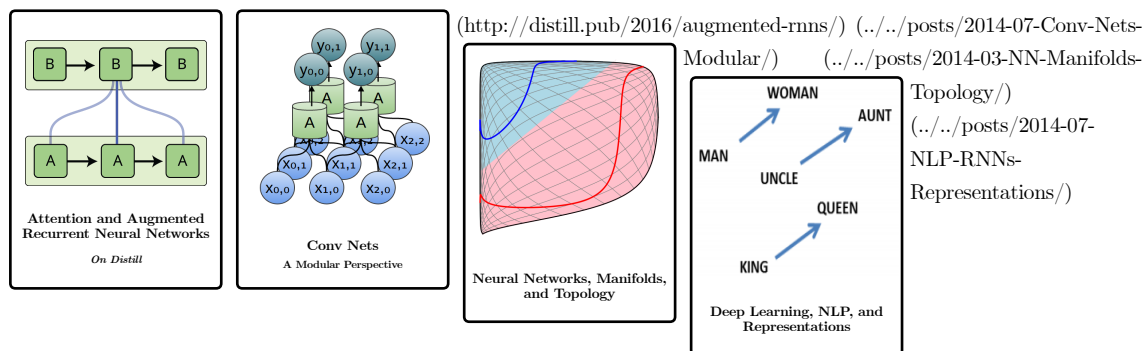 B B B
A A A
Attention and Augmented
Recurrent Neural Networks
On Distill
y0,1 y1,1
y0,0 y1,0
A A
x2,2
x0,1 x1,1 x2,1
x0,0 x1,0 x2,0
Conv Nets
A Modular Perspective
(http://distill.pub/2016/augmented-rnns/) (../../posts/2014-07-Conv-Nets-
Modular/) (../../posts/2014-03-NN-Manifolds-
Topology/)
(../../posts/2014-07-
NLP-RNNs-
Representations/)
Neural Networks, Manifolds,
and Topology
WOMAN
AUNT
MAN
UNCLE
QUEEN
KING
Deep Learning, NLP, and
Representations